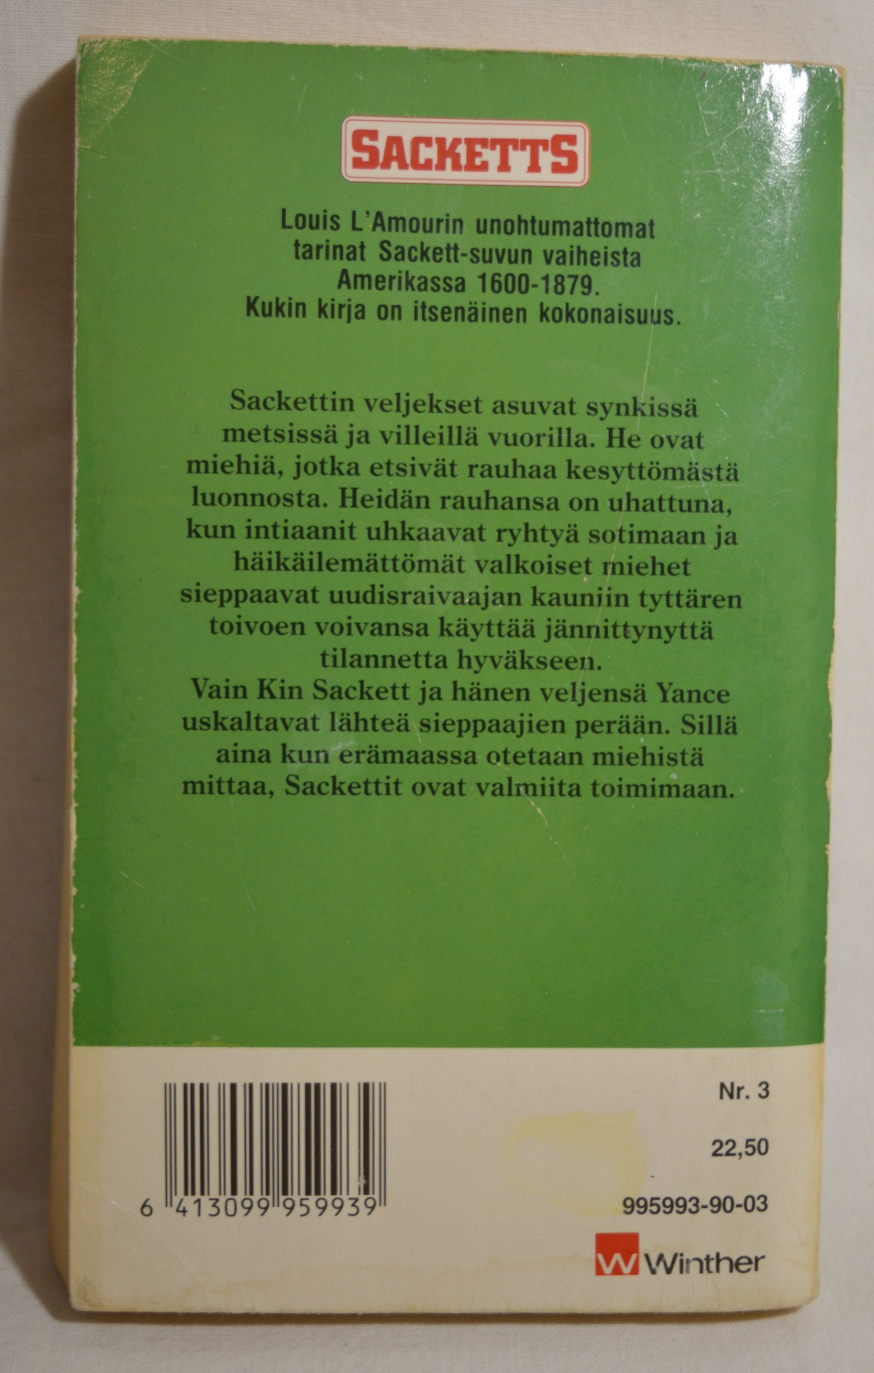 SACKETTS
Louis L'Amourin unohtumattomat
tarinat Sackett-suvun vaiheista
Amerikassa 1600-1879.
Kukin kirja on itsenäinen kokonaisuus.
Sackettin veljekset asuvat synkissä
metsissä ja villeillä vuorilla. He ovat
miehiä, jotka etsivät rauhaa kesyttömästä
luonnosta. Heidän rauhansa on uhattuna,
kun intiaanit uhkaavat ryhtyä sotimaan ja
häikäilemättömät valkoiset miehet
sieppaavat uudisraivaajan kauniin tyttären
toivoen voivansa käyttää jännittynyttä
tilannetta hyväkseen.
Vain Kin Sackett ja hänen veljensä Yance
uskaltavat lähteä sieppaajien perään. Sillä
aina kun erämaassa otetaan miehistä
mittaa, Sackettit ovat valmiita toimimaan.
Nr. 3
22,50
995993-90-03
6 413099 959939
W Winther